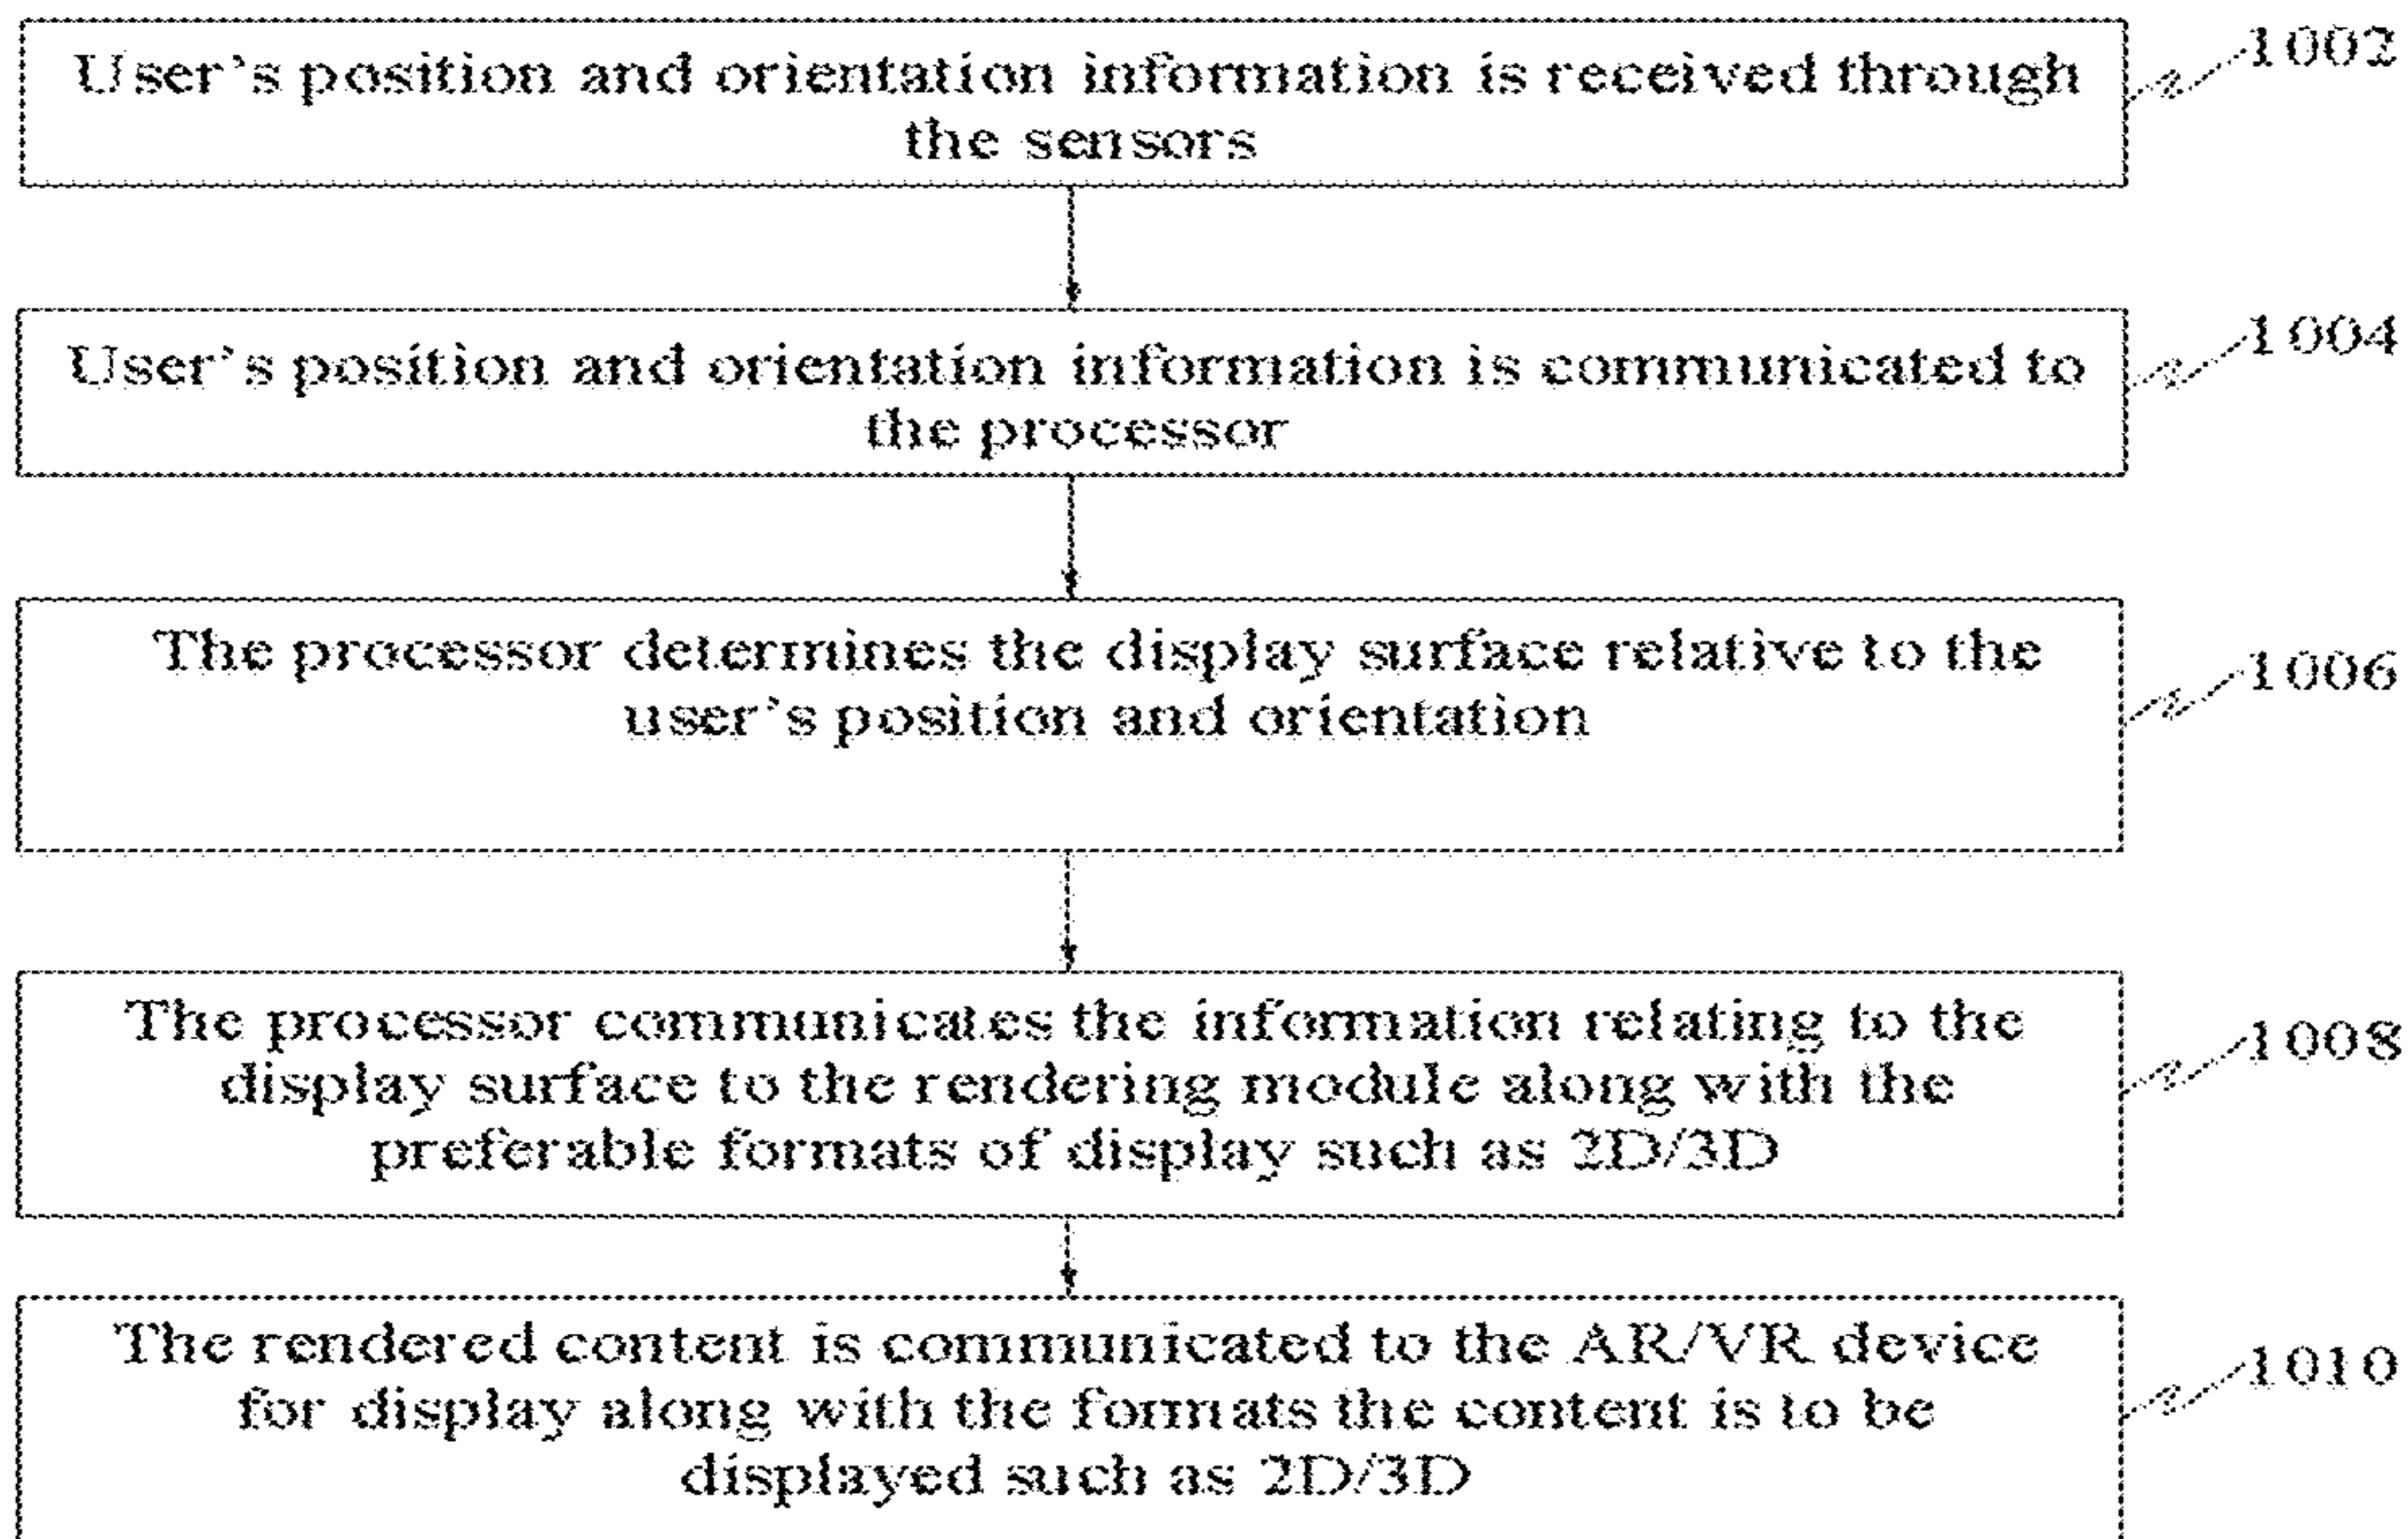 User's position and orientation information is received through
the sensors
1002
User's position and orientation information is communicated to
the processor
1004
The processor determines the display surface relative to the
user's position and orientation
1006
The processor communicates the information relating to the
display surface to the rendering module along with the
preferable formats of display such as 2D/3D
1008
The rendered content is communicated to the AR/VR device
for display along with the formats the content is to be
displayed such as 2D/3D
1010